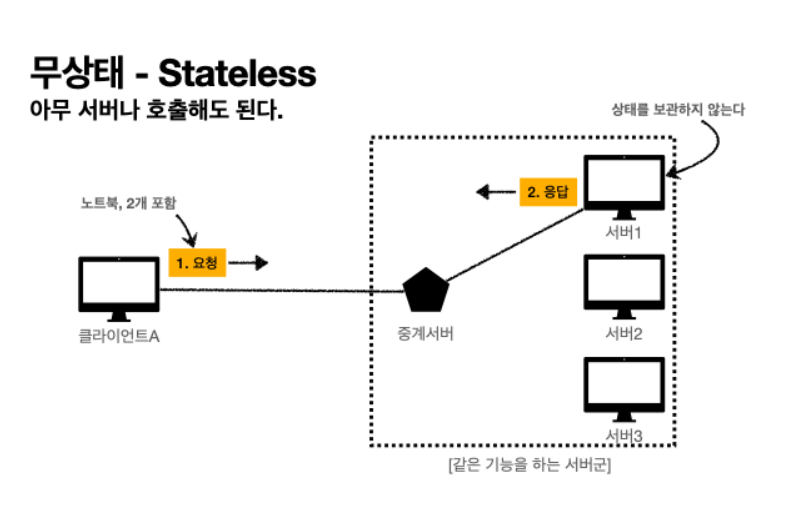 무상태 - Stateless
아무 서버나 호출해도 된다.
상태를 보관하지 않는다
노트북, 2개 포함
1. 요청
2. 응답
클라이언트A
중계서버
서버1
서버2
서버3
[같은 기능을 하는 서버군]